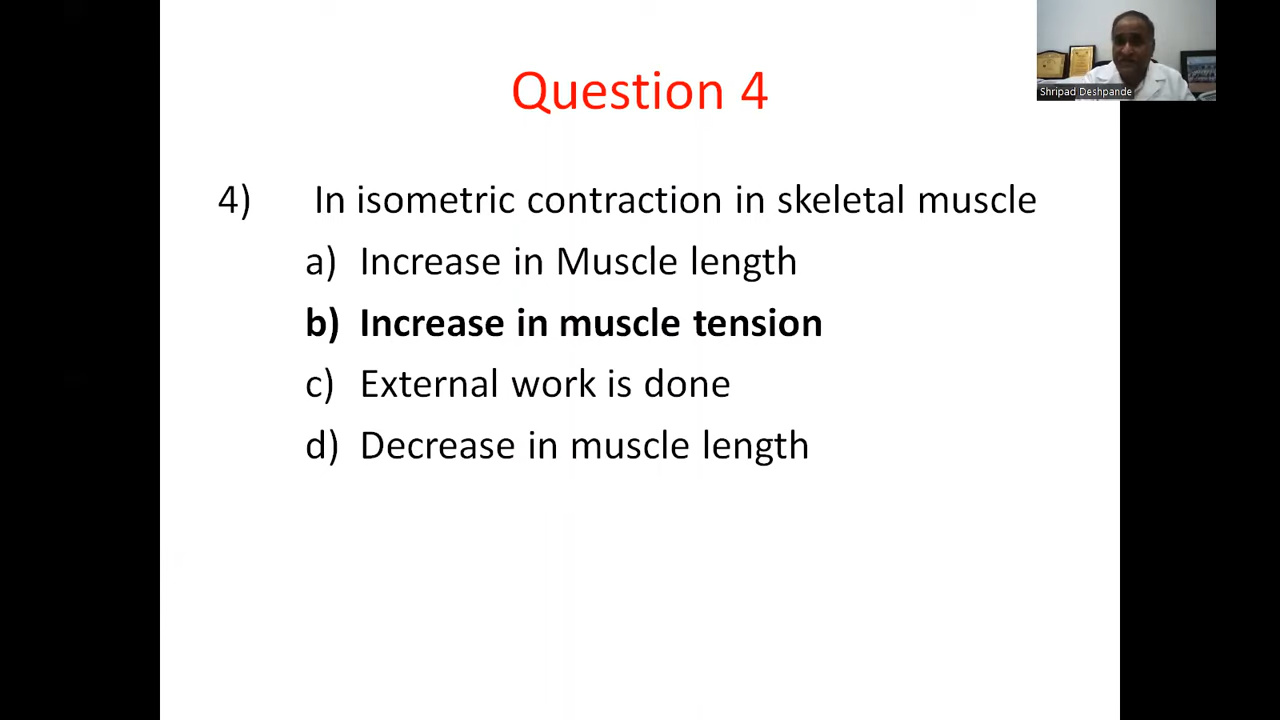 Question 4
Shripad Deshpande
4) In isometric contraction in skeletal muscle
a) Increase in Muscle length
b) Increase in muscle tension
c) External work is done
d) Decrease in muscle length